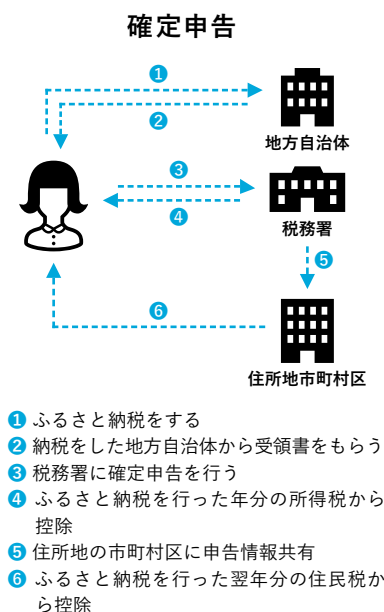 確定申告
❶
❷
地方自治体
❸
❹
税務署
❺
❻
住所地市町村区
❶ ふるさと納税をする
❷ 納税をした地方自治体から受領書をもらう
❸ 税務署に確定申告を行う
❹ ふるさと納税を行った年分の所得税から
控除
❺ 住所地の市町村区に申告情報共有
❻ ふるさと納税を行った翌年分の住民税か
ら控除